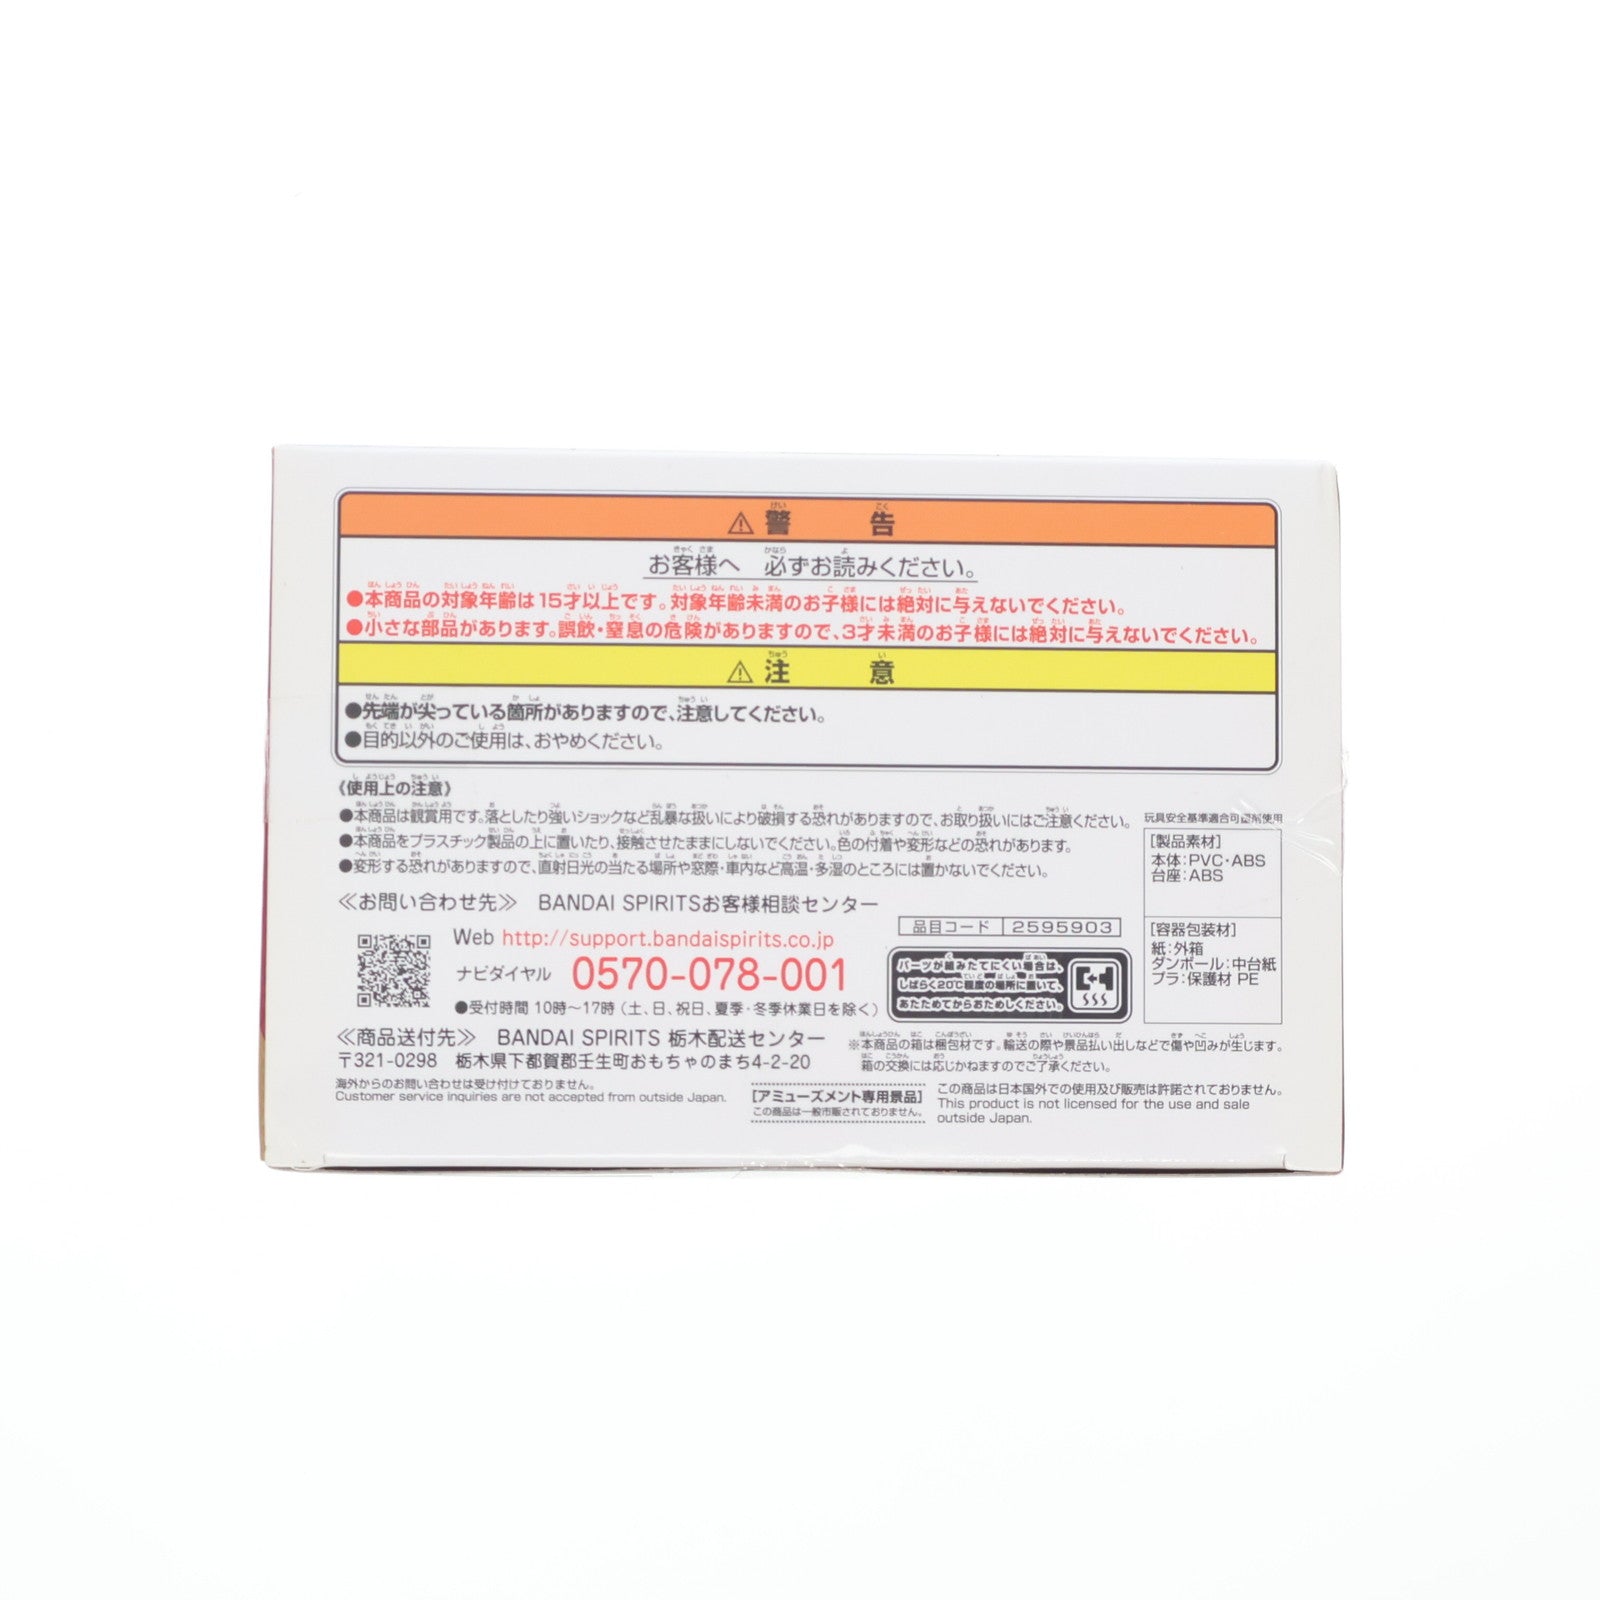 ⚠警 告
お客様へ 必ずお読みください。
●本商品の対象年齢は15才以上です。対象年齢未満のお子様には絶対に与えないでください。
●小さな部品があります。誤飲・窒息の危険がありますので、3才未満のお子様には絶対に与えないでください。
⚠注 意
●先端が尖っている箇所がありますので、注意してください。
●目的以外のご使用は、おやめください。
《使用上の注意》
●本商品は観賞用です。落としたり強いショックなど乱暴な扱いにより破損する恐れがありますので、お取り扱いにはご注意ください。
●本商品をプラスチック製品の上に置いたり、接触させたままにしないでください。色の付着や変形などの恐れがあります。
●変形する恐れがありますので、直射日光の当たる場所や窓際・車内など高温・多湿のところには置かないでください。
玩具安全基準適合可塑剤使用
[製品素材]
本体:PVC・ABS
台座:ABS
[容器包装材]
紙:外箱
ダンボール:中台紙
プラ:保護材 PE
≪お問い合わせ先≫ BANDAI SPIRITSお客様相談センター
Web http://support.bandaispirits.co.jp
ナビダイヤル 0570-078-001
●受付時間 10時〜17時(土、日、祝日、夏季・冬季休業日を除く)
品目コード 2595903
パーツが組みたてにくい場合は、
しばらく20℃程度の場所に置いて、
あたためてからおためしください。
≪商品送付先≫ BANDAI SPIRITS 栃木配送センター
〒321-0298 栃木県下都賀郡壬生町おもちゃのまち4-2-20
※本商品の箱は梱包材です。輸送の際や景品払い出しなどで傷や凹みが生じます。
箱の交換には応じかねますのでご了承ください。
海外からのお問い合わせは受け付けておりません。
Customer service inquiries are not accepted from outside Japan.
[アミューズメント専用景品]
この商品は一般市販されておりません。
この商品は日本国外での使用及び販売は許諾されておりません。
This product is not licensed for the use and sale
outside Japan.